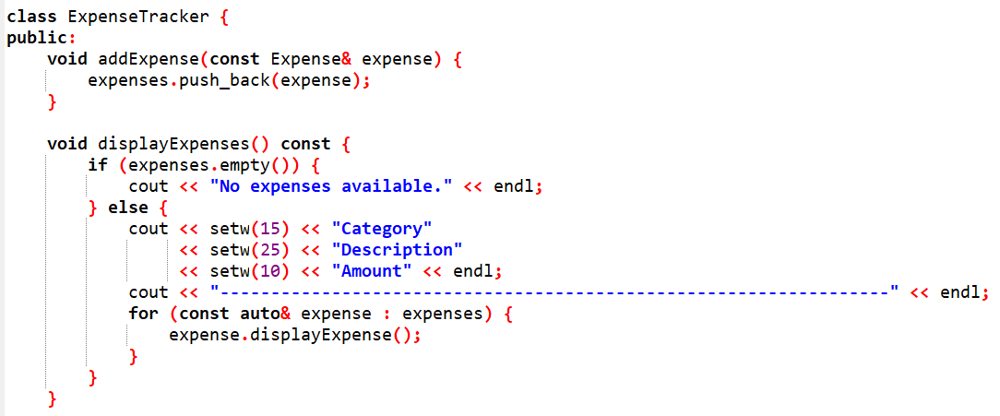 class ExpenseTracker {
public:
    void addExpense(const Expense& expense) {
        expenses.push_back(expense);
    }

    void displayExpenses() const {
        if (expenses.empty()) {
            cout << "No expenses available." << endl;
        } else {
            cout << setw(15) << "Category"
                 << setw(25) << "Description"
                 << setw(10) << "Amount" << endl;
            cout << "------------------------------------------------------------------" << endl;
            for (const auto& expense : expenses) {
                expense.displayExpense();
            }
        }
    }